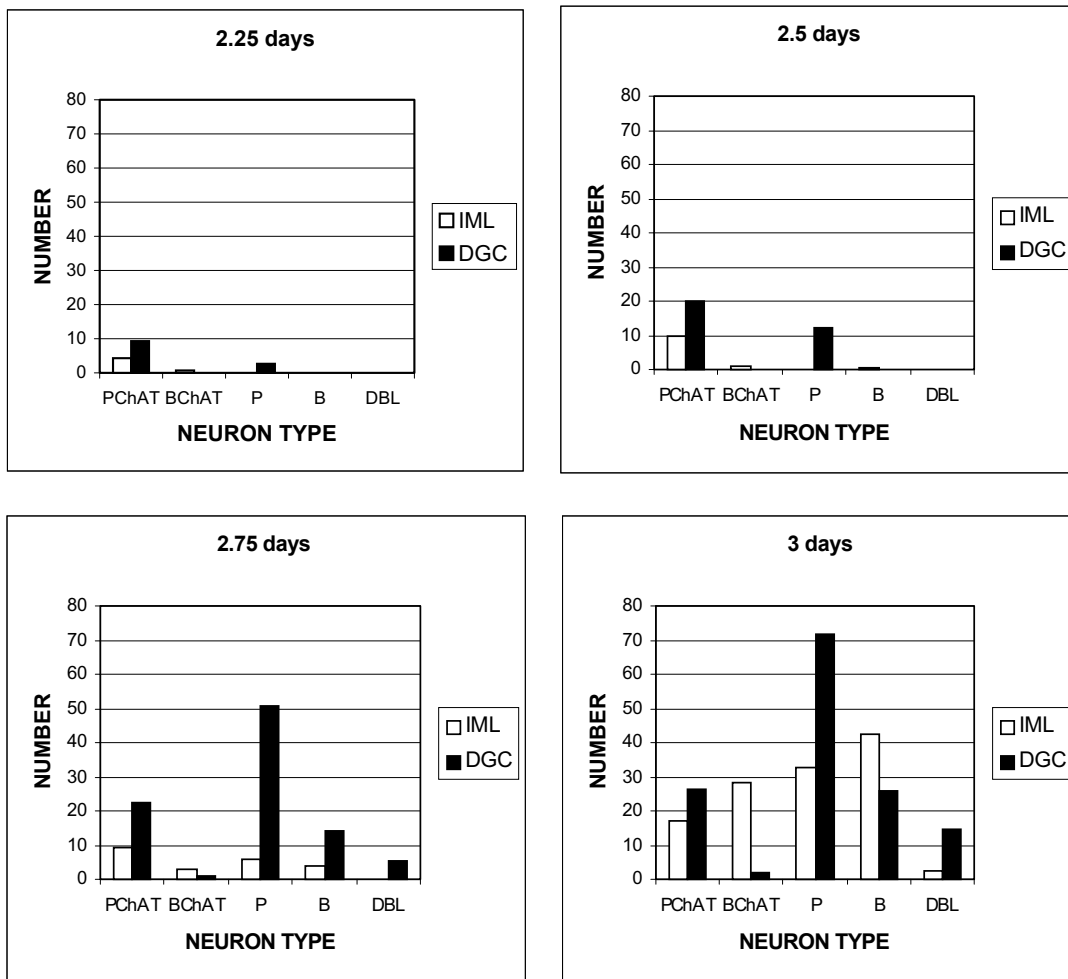 2.25 days
80
70
60
50
40
30
20
10
0
NUMBER
PChAT BChAT P B DBL
NEURON TYPE
IML
DGC
2.5 days
80
70
60
50
40
30
20
10
0
NUMBER
PChAT BChAT P B DBL
NEURON TYPE
IML
DGC
2.75 days
80
70
60
50
40
30
20
10
0
NUMBER
PChAT BChAT P B DBL
NEURON TYPE
IML
DGC
3 days
80
70
60
50
40
30
20
10
0
NUMBER
PChAT BChAT P B DBL
NEURON TYPE
IML
DGC